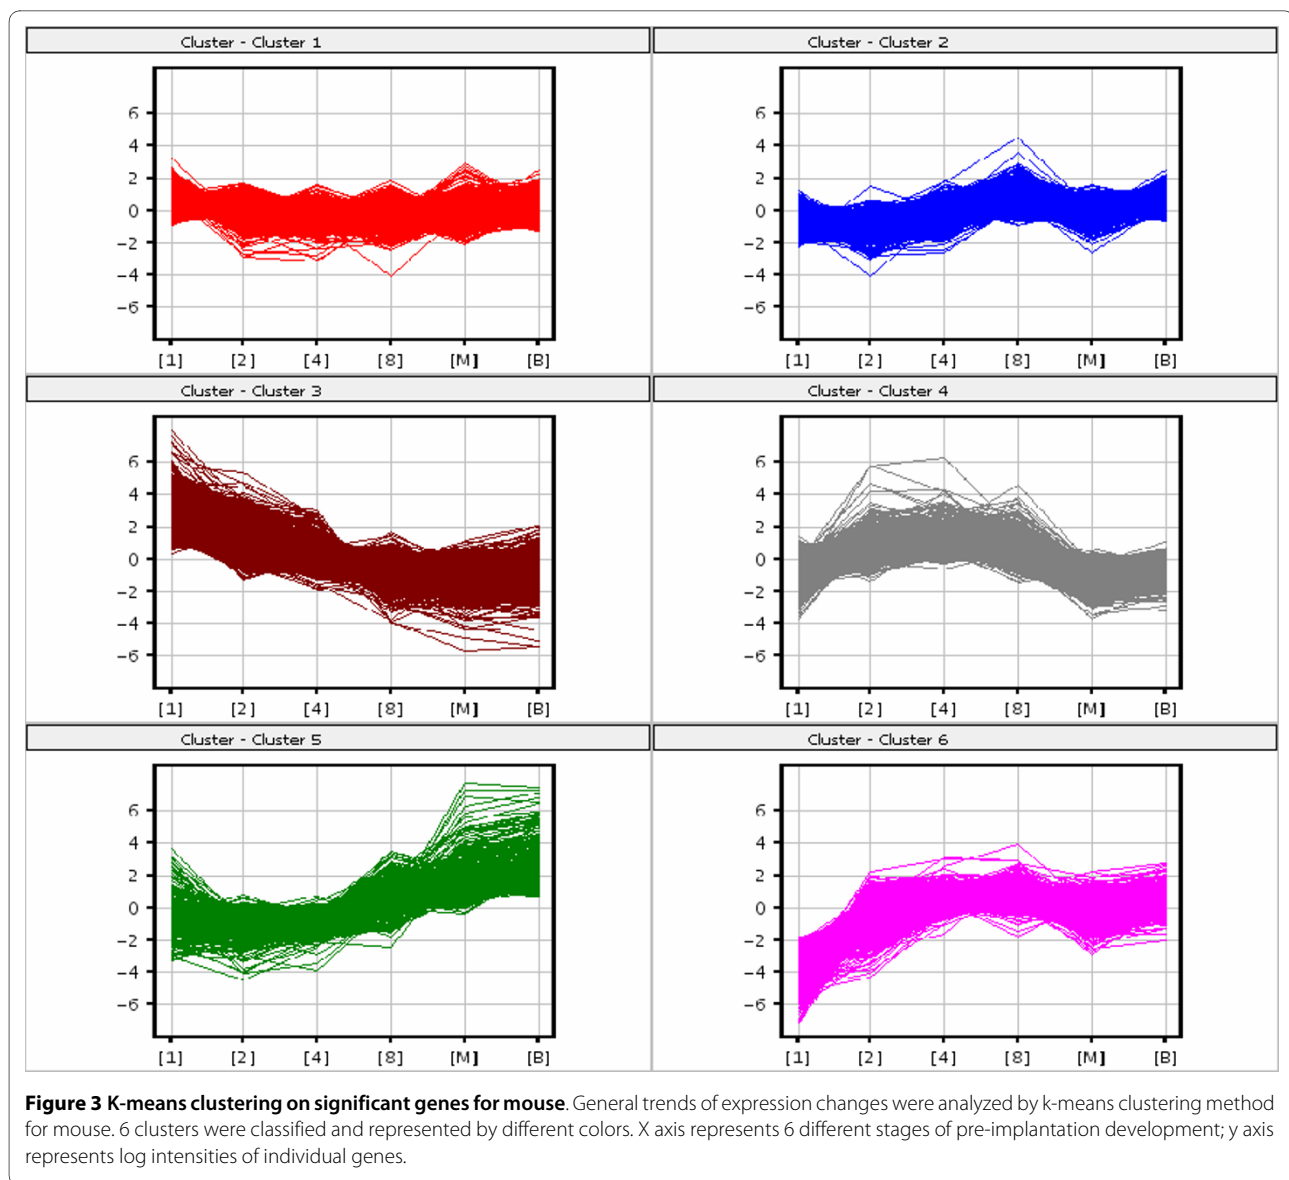 Cluster - Cluster 1
Cluster - Cluster 2
6
4
2
0
−2
−4
−6
[1] [2] [4] [8] [M] [B]
6
4
2
0
−2
−4
−6
[1] [2] [4] [8] [M] [B]
Cluster - Cluster 3
Cluster - Cluster 4
6
4
2
0
−2
−4
−6
[1] [2] [4] [8] [M] [B]
6
4
2
0
−2
−4
−6
[1] [2] [4] [8] [M] [B]
Cluster - Cluster 5
Cluster - Cluster 6
6
4
2
0
−2
−4
−6
[1] [2] [4] [8] [M] [B]
6
4
2
0
−2
−4
−6
[1] [2] [4] [8] [M] [B]
Figure 3 K-means clustering on significant genes for mouse. General trends of expression changes were analyzed by k-means clustering method
for mouse. 6 clusters were classified and represented by different colors. X axis represents 6 different stages of pre-implantation development; y axis
represents log intensities of individual genes.